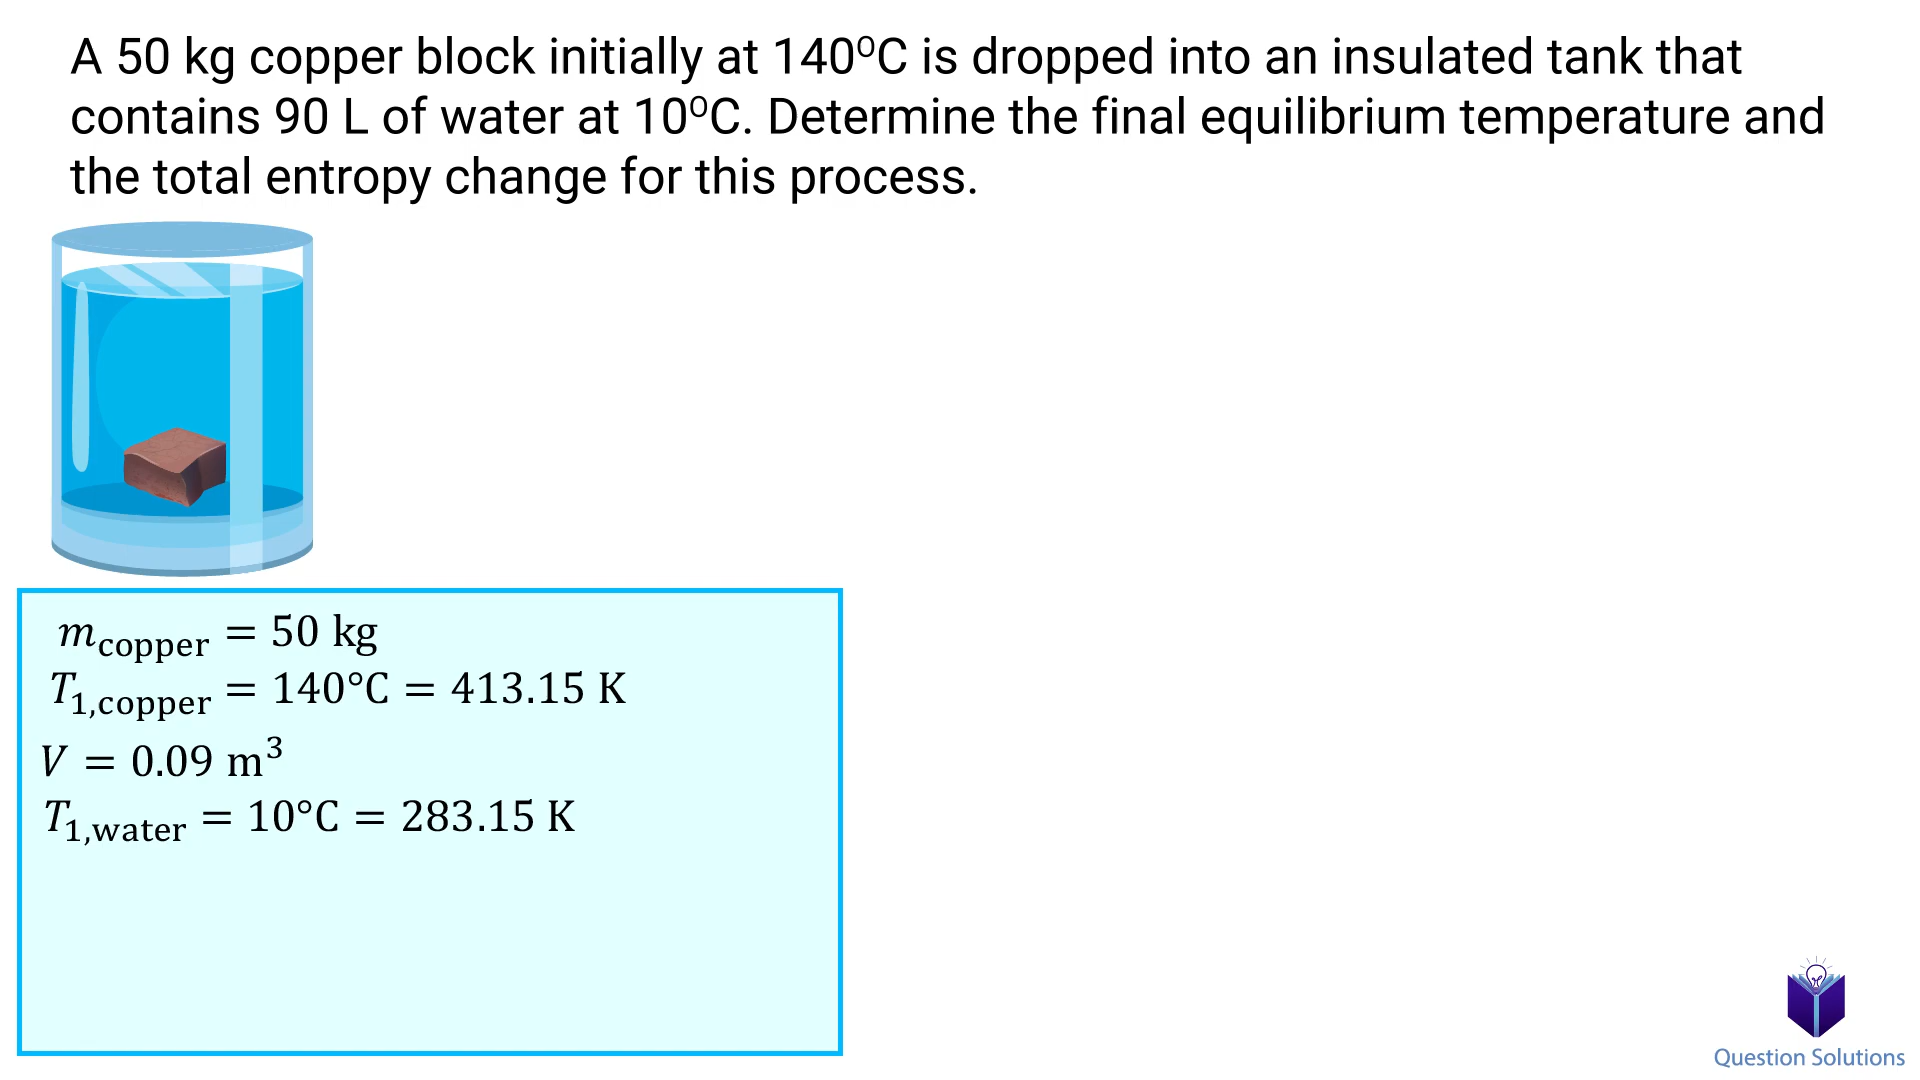 A 50 kg copper block initially at 140⁰C is dropped into an insulated tank that
contains 90 L of water at 10⁰C. Determine the final equilibrium temperature and
the total entropy change for this process.
m_copper = 50 kg
T_1,copper = 140°C = 413.15 K
V = 0.09 m³
T_1,water = 10°C = 283.15 K
Question Solutions